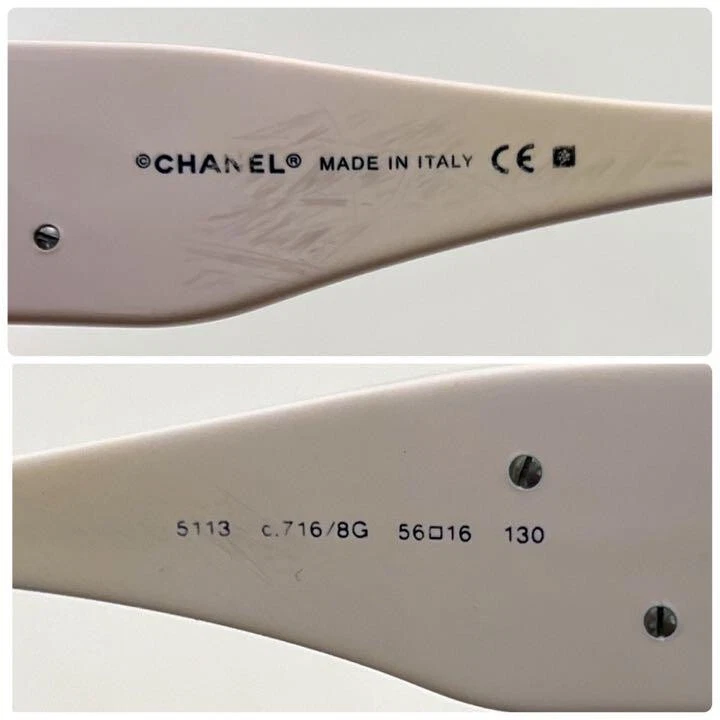 ©CHANEL® MADE IN ITALY CE
5113 c.716/8G 56□16 130